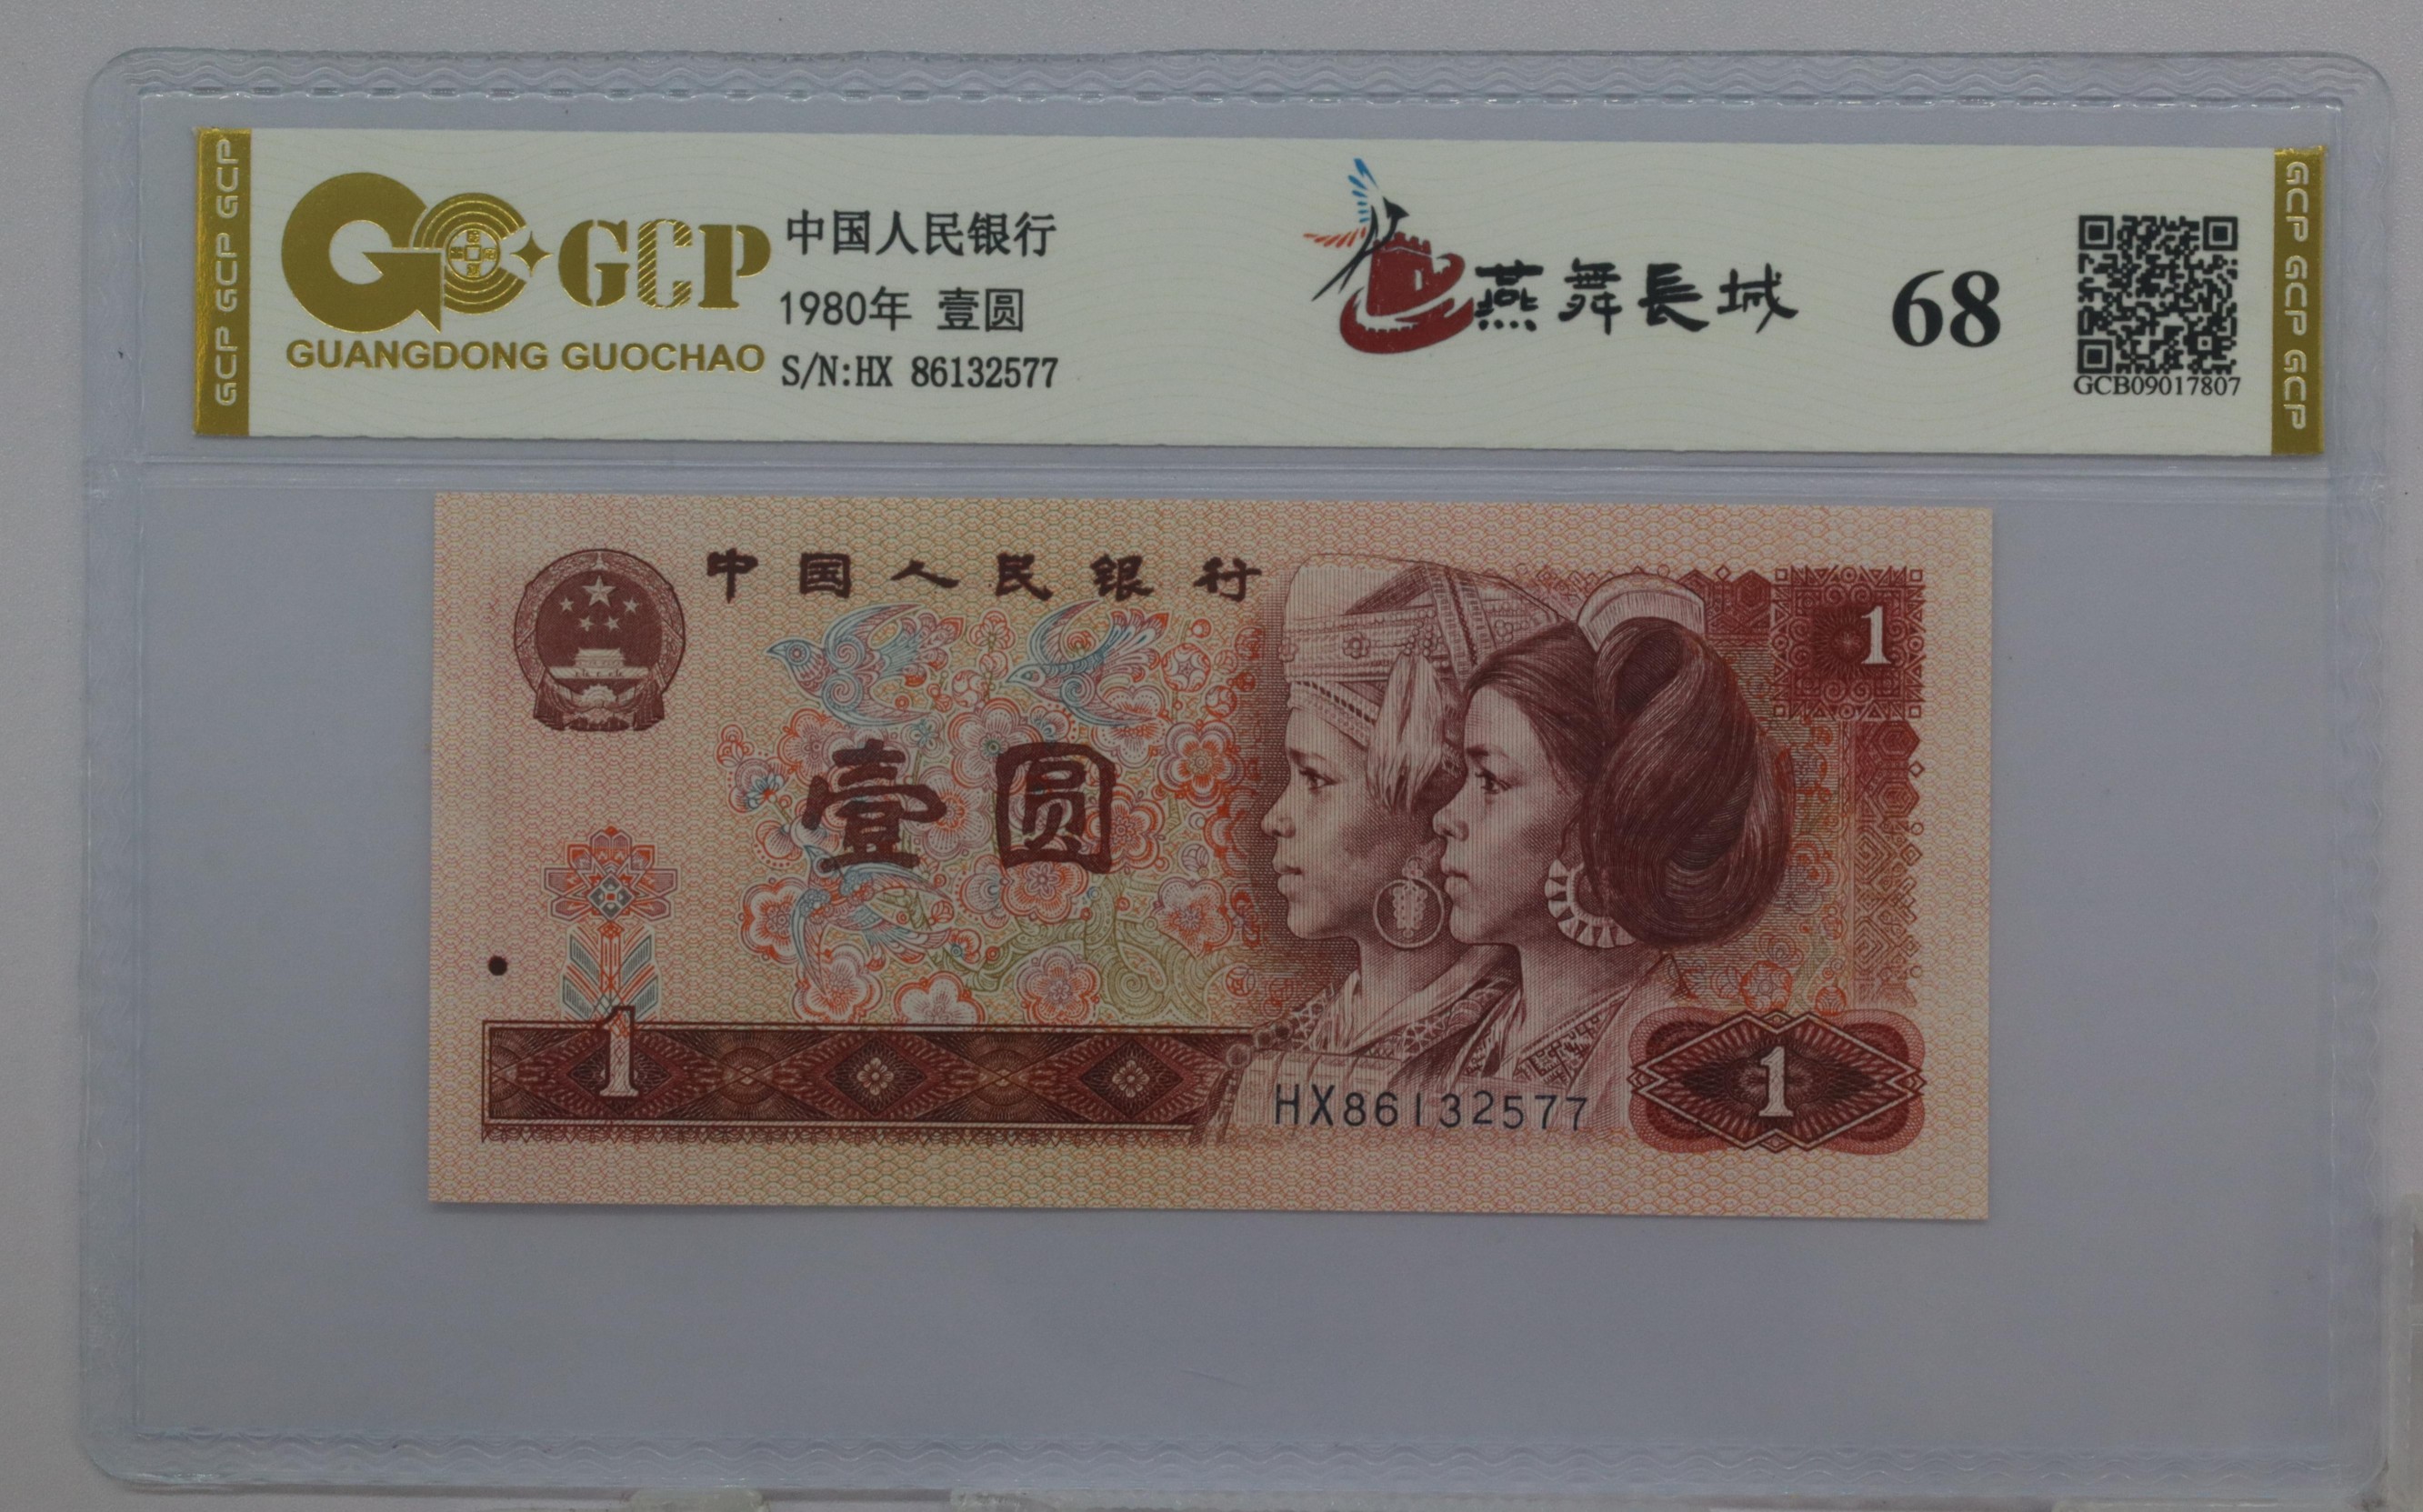 GCP GCP GCP
GCP
GUANGDONG GUOCHAO
中国人民银行
1980年 壹圆
S/N:HX 86132577
燕舞長城
68
GCB09017807
GCP GCP GCP
中国人民银行
1
壹圆
1
HX86132577
1